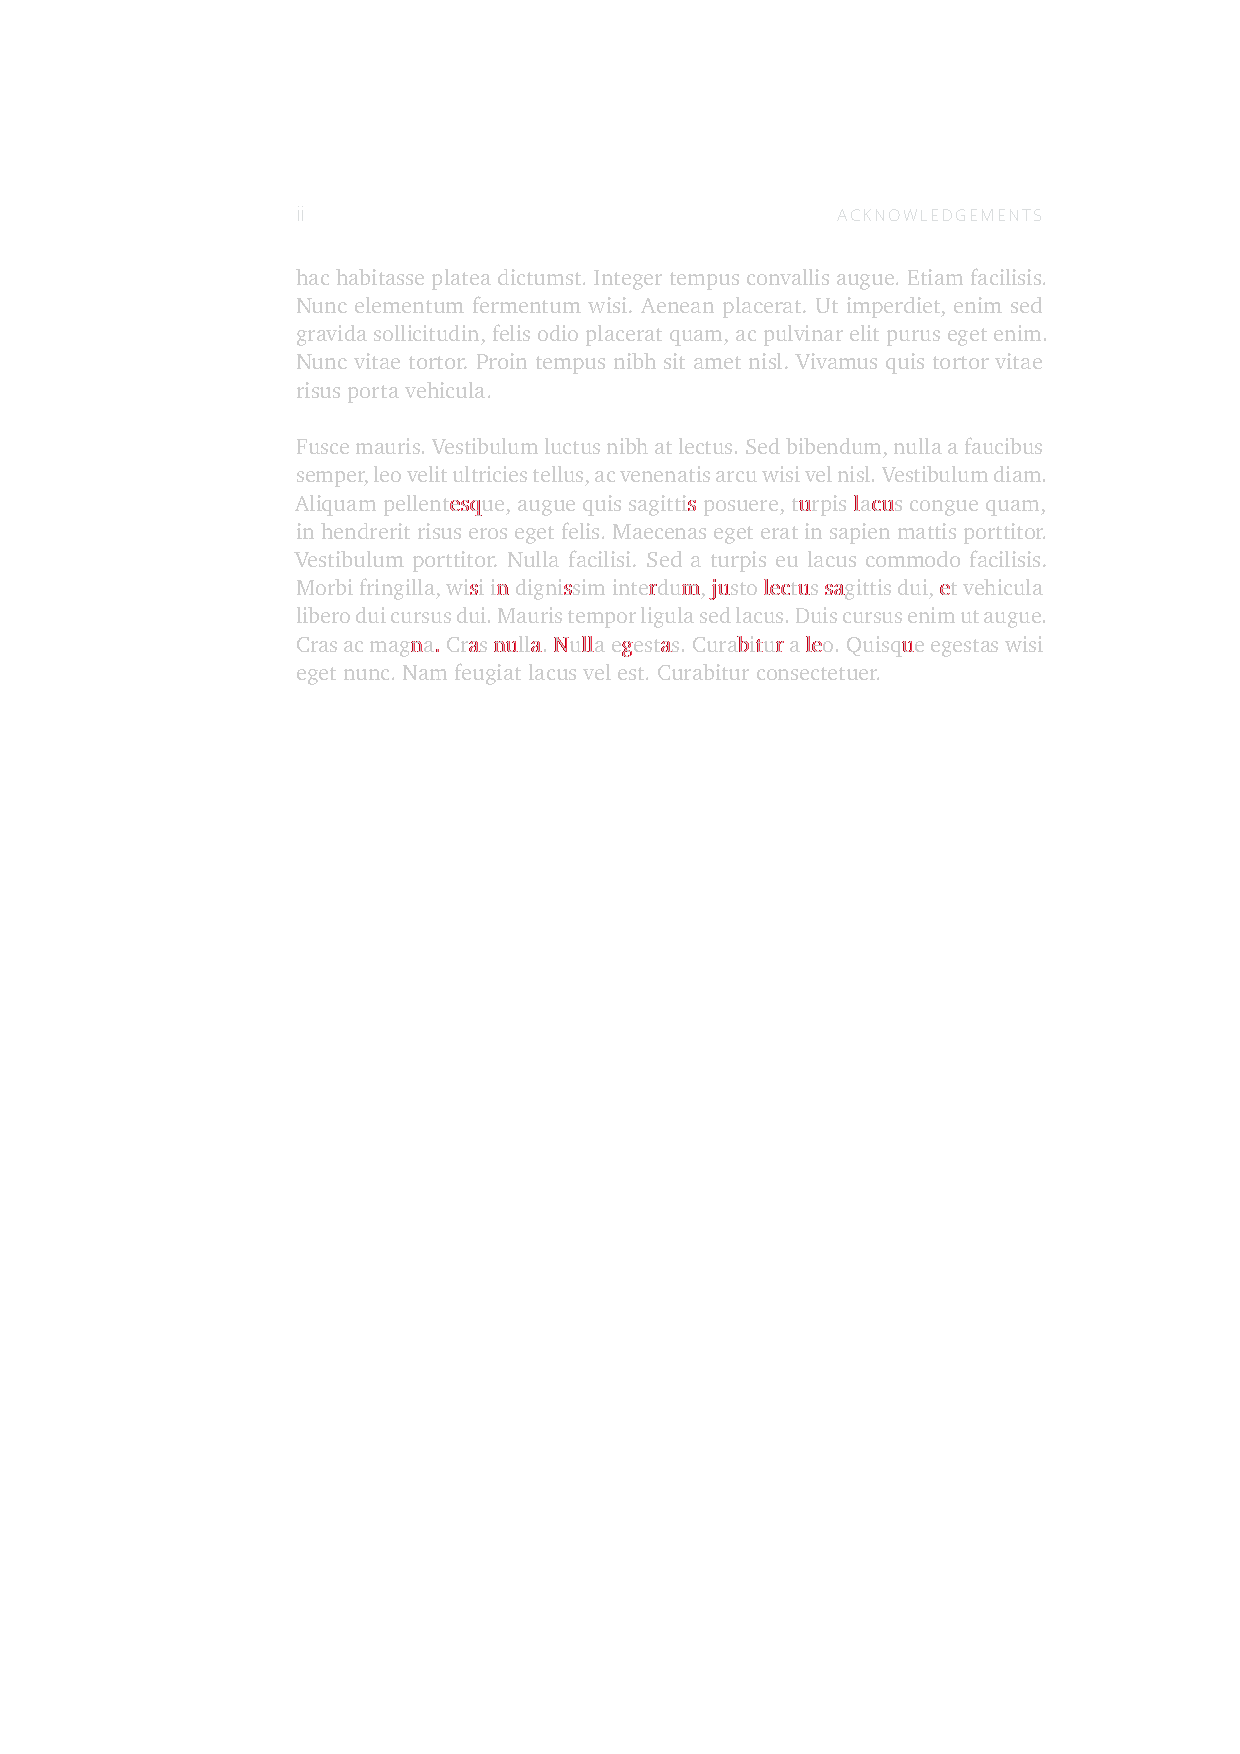 ii ACKNOWLEDGEMENTS
hac habitasse platea dictumst. Integer tempus convallis augue. Etiam facilisis.
Nunc elementum fermentum wisi. Aenean placerat. Ut imperdiet, enim sed
gravida sollicitudin, felis odio placerat quam, ac pulvinar elit purus eget enim.
Nunc vitae tortor. Proin tempus nibh sit amet nisl. Vivamus quis tortor vitae
risus porta vehicula.
Fusce mauris. Vestibulum luctus nibh at lectus. Sed bibendum, nulla a faucibus
semper, leo velit ultricies tellus, ac venenatis arcu wisi vel nisl. Vestibulum diam.
Aliquam pellentesque, augue quis sagittis posuere, turpis lacus congue quam,
in hendrerit risus eros eget felis. Maecenas eget erat in sapien mattis porttitor.
Vestibulum porttitor. Nulla facilisi. Sed a turpis eu lacus commodo facilisis.
Morbi fringilla, wisi in dignissim interdum, justo lectus sagittis dui, et vehicula
libero dui cursus dui. Mauris tempor ligula sed lacus. Duis cursus enim ut augue.
Cras ac magna. Cras nulla. Nulla egestas. Curabitur a leo. Quisque egestas wisi
eget nunc. Nam feugiat lacus vel est. Curabitur consectetuer.